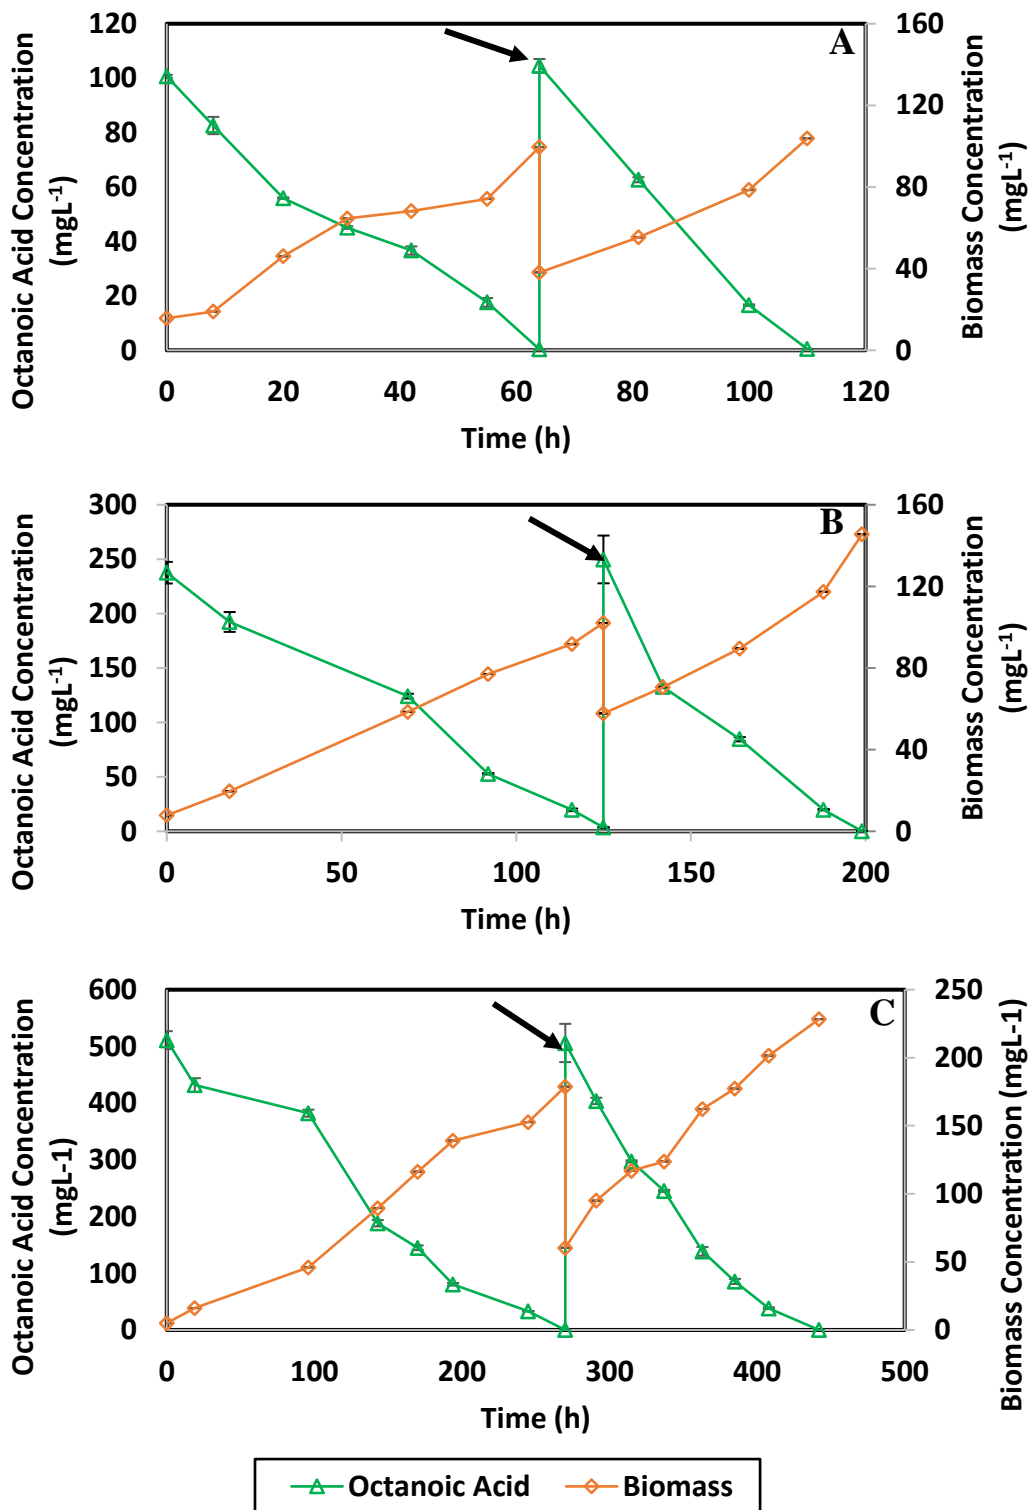 A
Octanoic Acid Concentration
(mgL-1)
120
100
80
60
40
20
0
160
120
80
40
0
Biomass Concentration
(mgL-1)
0 20 40 60 80 100 120
Time (h)
B
Octanoic Acid Concentration
(mgL-1)
300
250
200
150
100
50
0
160
120
80
40
0
Biomass Concentration
(mgL-1)
0 50 100 150 200
Time (h)
C
Octanoic Acid Concentration
(mgL-1)
600
500
400
300
200
100
0
250
200
150
100
50
0
Biomass Concentration (mgL-1)
0 100 200 300 400 500
Time (h)
Octanoic Acid Biomass